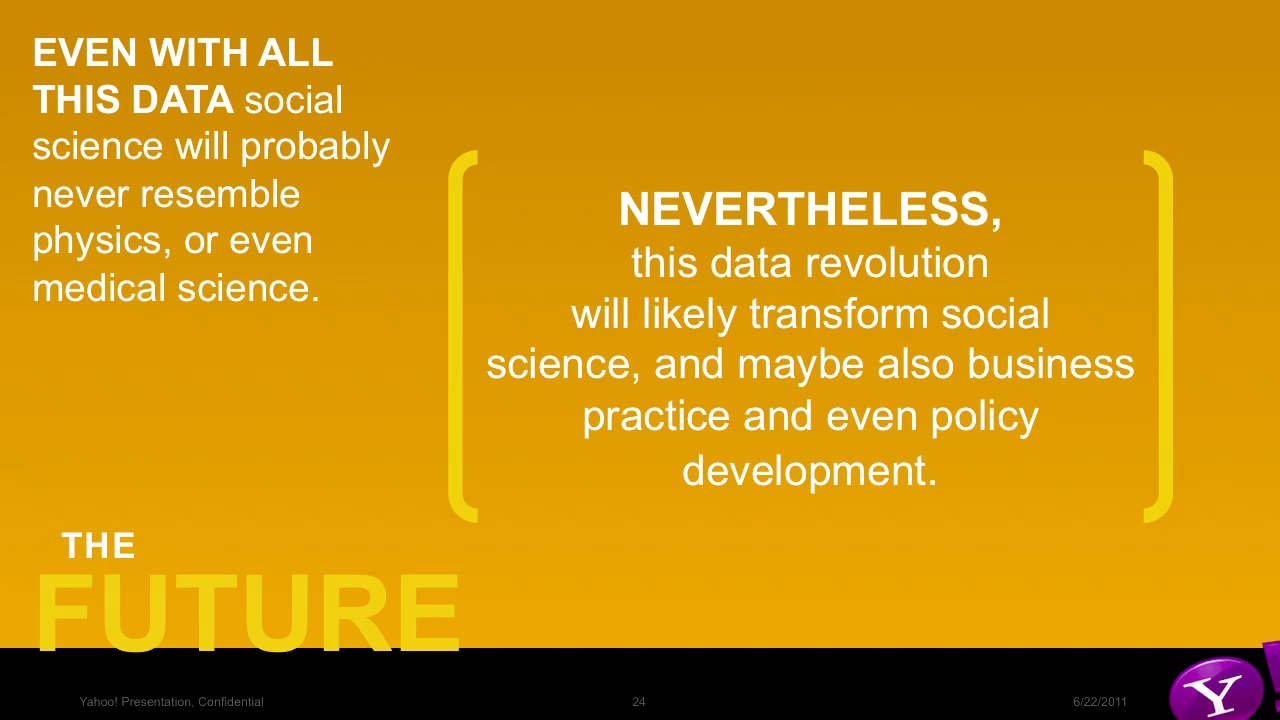 EVEN WITH ALL
THIS DATA social
science will probably
never resemble
physics, or even
medical science.
NEVERTHELESS,
this data revolution
will likely transform social
science, and maybe also business
practice and even policy
development.
THE
FUTURE
Yahoo! Presentation, Confidential
24
6/22/2011
Y!